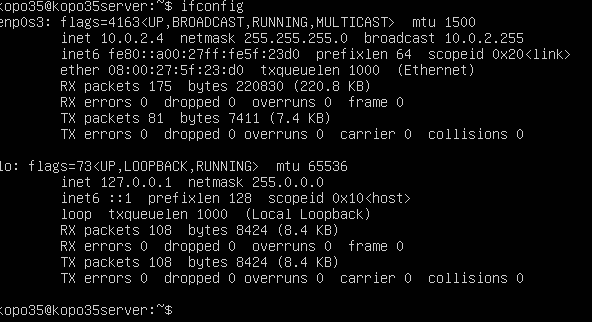 kopo35@kopo35server:~$ ifconfig
enp0s3: flags=4163<UP,BROADCAST,RUNNING,MULTICAST>  mtu 1500
        inet 10.0.2.4  netmask 255.255.255.0  broadcast 10.0.2.255
        inet6 fe80::a00:27ff:fe5f:23d0  prefixlen 64  scopeid 0x20<link>
        ether 08:00:27:5f:23:d0  txqueuelen 1000  (Ethernet)
        RX packets 175  bytes 220830 (220.8 KB)
        RX errors 0  dropped 0  overruns 0  frame 0
        TX packets 81  bytes 7411 (7.4 KB)
        TX errors 0  dropped 0 overruns 0  carrier 0  collisions 0

lo: flags=73<UP,LOOPBACK,RUNNING>  mtu 65536
        inet 127.0.0.1  netmask 255.0.0.0
        inet6 ::1  prefixlen 128  scopeid 0x10<host>
        loop  txqueuelen 1000  (Local Loopback)
        RX packets 108  bytes 8424 (8.4 KB)
        RX errors 0  dropped 0  overruns 0  frame 0
        TX packets 108  bytes 8424 (8.4 KB)
        TX errors 0  dropped 0 overruns 0  carrier 0  collisions 0

kopo35@kopo35server:~$